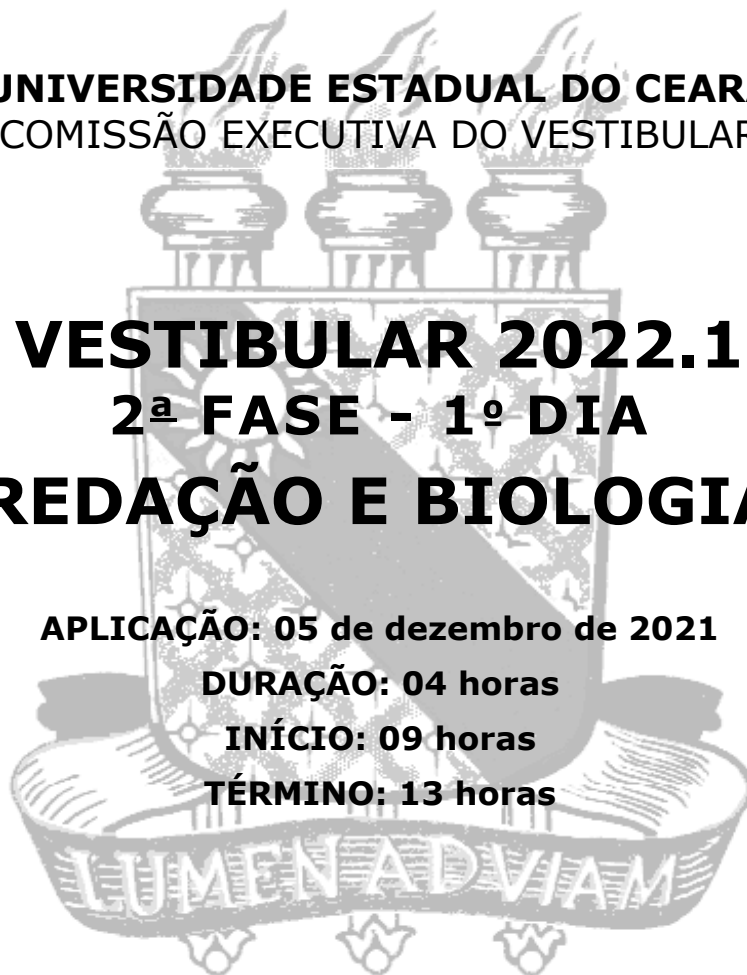 UNIVERSIDADE ESTADUAL DO CEARÁ
COMISSÃO EXECUTIVA DO VESTIBULAR
VESTIBULAR 2022.1
2ª FASE - 1º DIA
REDAÇÃO E BIOLOGIA
APLICAÇÃO: 05 de dezembro de 2021
DURAÇÃO: 04 horas
INÍCIO: 09 horas
TÉRMINO: 13 horas
LUMEN AD VIAM